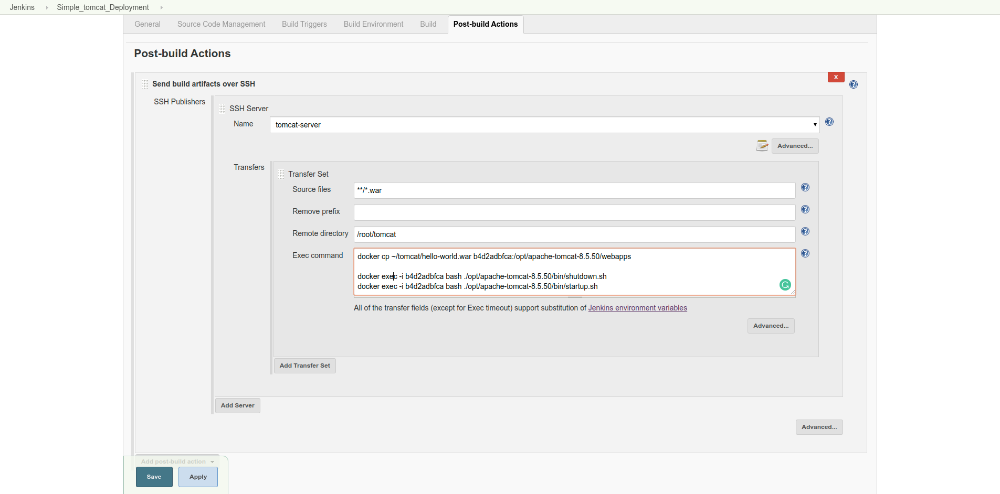 Jenkins Simple_tomcat_Deployment
General Source Code Management Build Triggers Build Environment Build Post-build Actions
Post-build Actions
X
Send build artifacts over SSH
SSH Publishers
SSH Server
Name tomcat-server
Advanced...
Transfers
Transfer Set
Source files **/*.war
Remove prefix
Remote directory /root/tomcat
Exec command docker cp ~/tomcat/hello-world.war b4d2adbfca:/opt/apache-tomcat-8.5.50/webapps
docker exec -i b4d2adbfca bash ./opt/apache-tomcat-8.5.50/bin/shutdown.sh
docker exec -i b4d2adbfca bash ./opt/apache-tomcat-8.5.50/bin/startup.sh
All of the transfer fields (except for Exec timeout) support substitution of Jenkins environment variables
Advanced...
Add Transfer Set
Add Server
Advanced...
Add post-build action
Save Apply